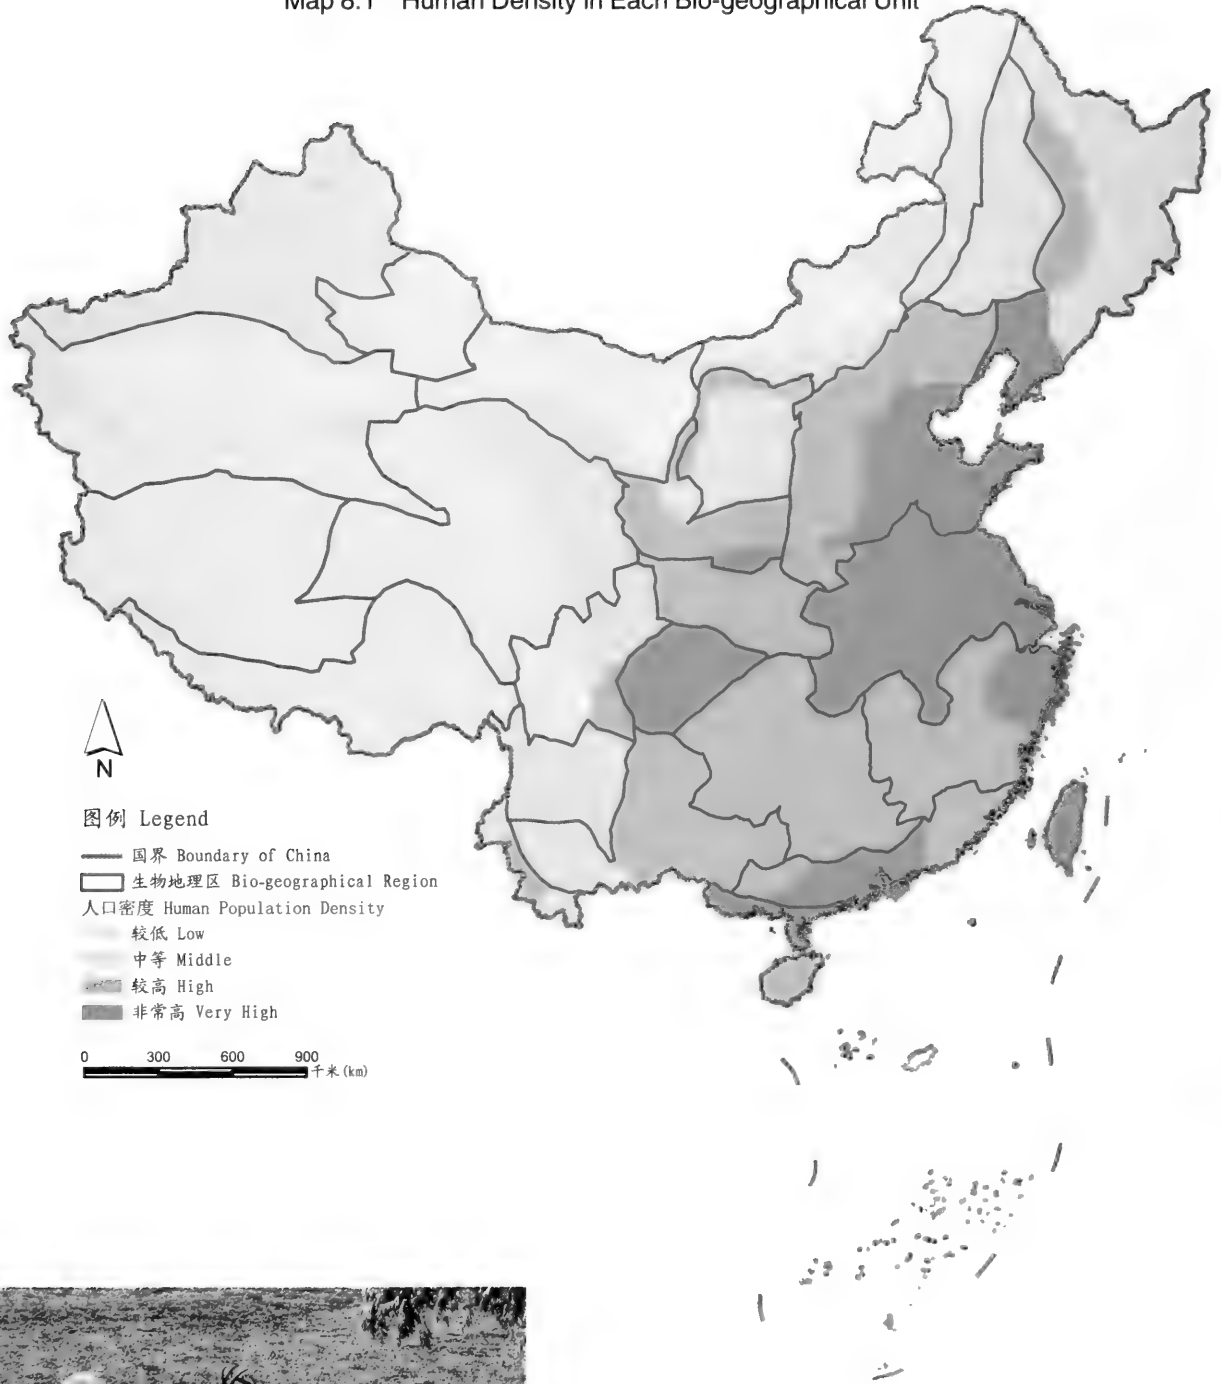 Map 8.1 Human Density in Each Bio-geographical Unit
N
图例 Legend
国界 Boundary of China
生物地理区 Bio-geographical Region
人口密度 Human Population Density
较低 Low
中等 Middle
较高 High
非常高 Very High
0 300 600 900
千米(km)